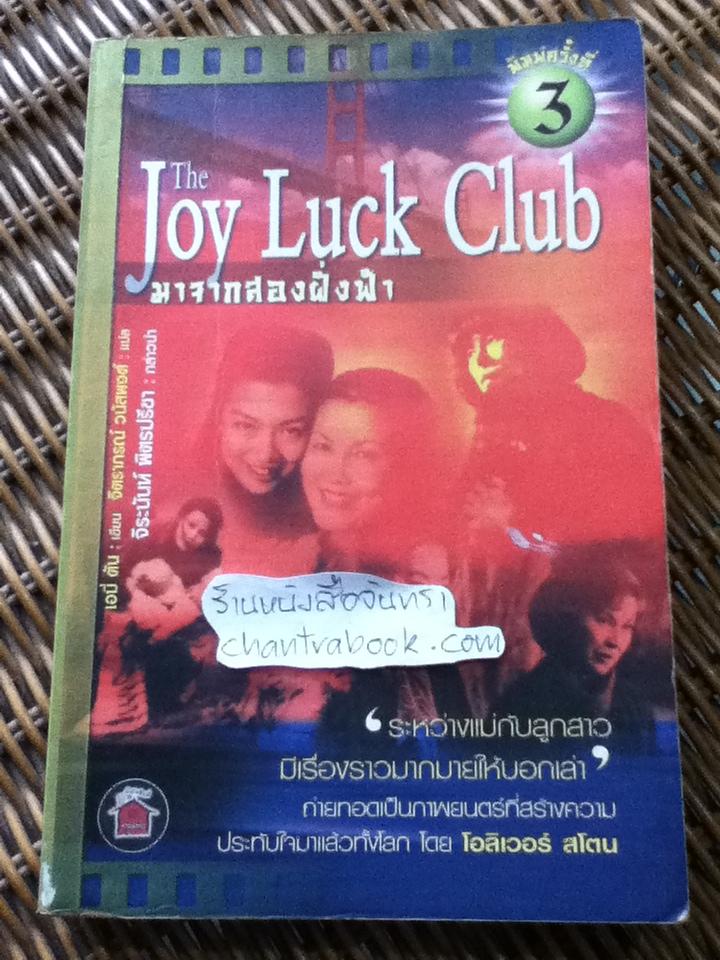 พิมพ์ครั้งที่
3
The
Joy Luck Club
มาจากสองฝั่งฟ้า
เอมี่ ตัน : เขียน จิตราภรณ์ วนัสพงศ์ : แปล
จิระนันท์ พิตรปรีชา : กล่าวนำ
ร้านหนังสือจันทรา
chantrabook.com
‘ระหว่างแม่กับลูกสาว
มีเรื่องราวมากมายให้บอกเล่า’
ถ่ายทอดเป็นภาพยนตร์ที่สร้างความ
ประทับใจมาแล้วทั้งโลก โดย โอลิเวอร์ สโตน